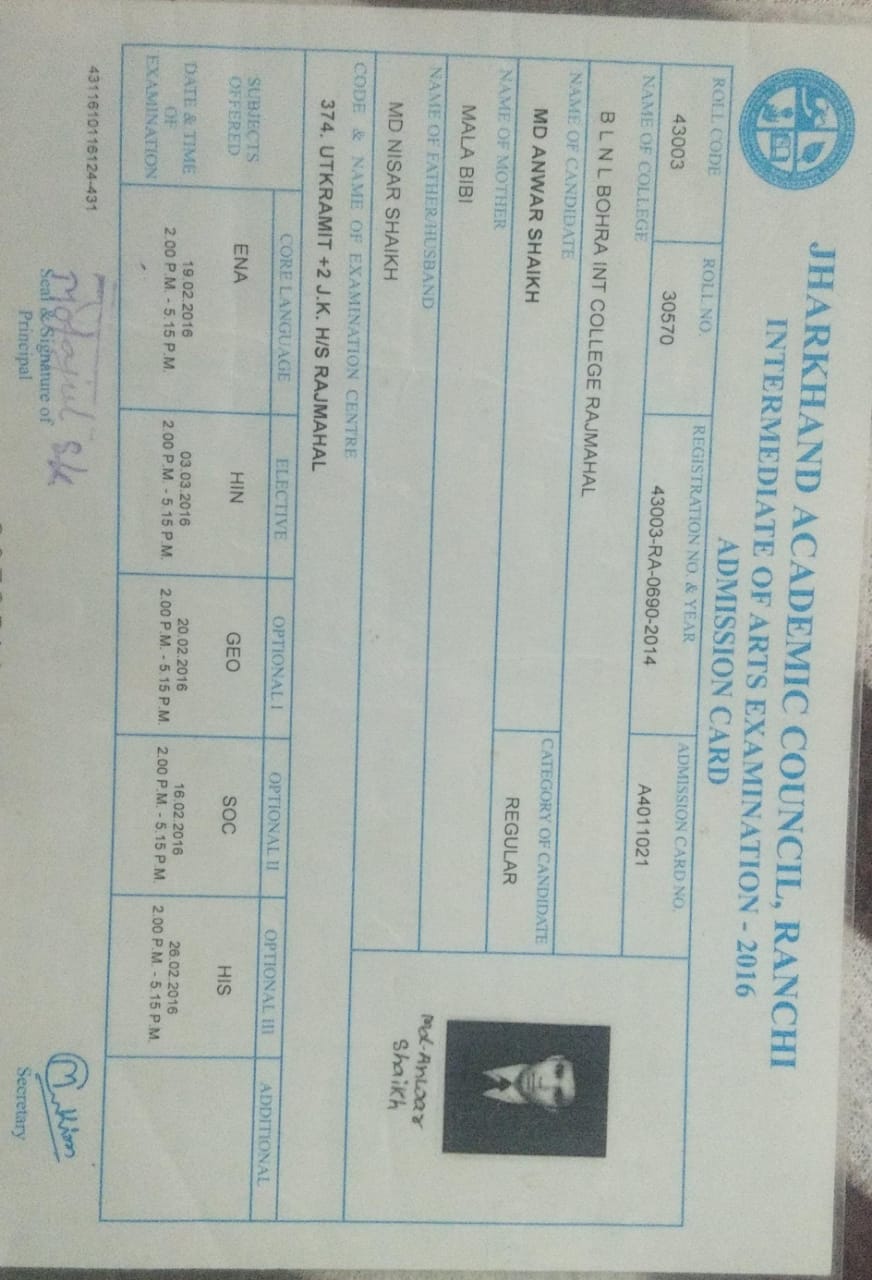 JHARKHAND ACADEMIC COUNCIL, RANCHI
INTERMEDIATE OF ARTS EXAMINATION - 2016
ADMISSION CARD
ROLL CODE
ROLL NO.
REGISTRATION NO. & YEAR
ADMISSION CARD NO.
43003
30570
43003-RA-0690-2014
A4011021
NAME OF COLLEGE
B L N L BOHRA INT COLLEGE RAJMAHAL
NAME OF CANDIDATE
CATEGORY OF CANDIDATE
MD ANWAR SHAIKH
REGULAR
NAME OF MOTHER
MALA BIBI
NAME OF FATHER/HUSBAND
MD NISAR SHAIKH
Md-Anwar
Shaikh
CODE & NAME OF EXAMINATION CENTRE
374. UTKRAMIT +2 J.K. H/S RAJMAHAL
SUBJECTS
OFFERED
CORE LANGUAGE
ELECTIVE
OPTIONAL I
OPTIONAL II
OPTIONAL III
ADDITIONAL
ENA
HIN
GEO
SOC
HIS
DATE & TIME
OF
EXAMINATION
19.02.2016
2.00 P.M. - 5.15 P.M.
03.03.2016
2.00 P.M. - 5.15 P.M.
20.02.2016
2.00 P.M. - 5.15 P.M.
16.02.2016
2.00 P.M. - 5.15 P.M.
26.02.2016
2.00 P.M. - 5.15 P.M.
4311610116124-431
Seal & Signature of
Principal
Secretary